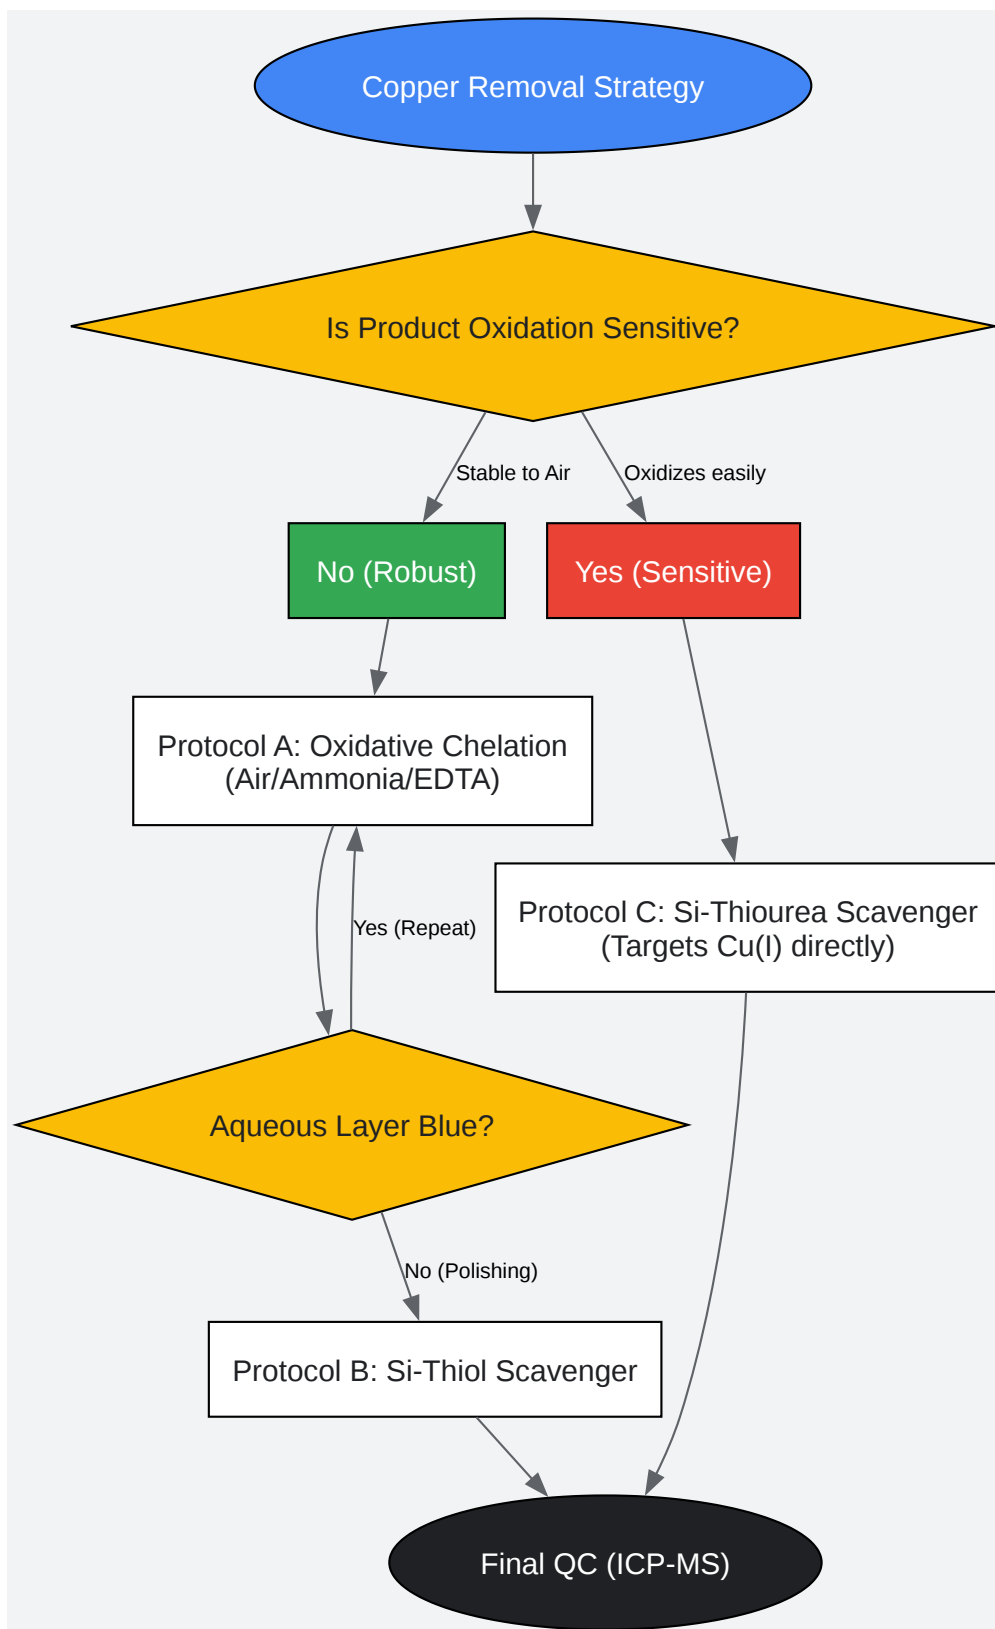 Copper Removal Strategy
Is Product Oxidation Sensitive?
Stable to Air
Oxidizes easily
No (Robust)
Yes (Sensitive)
Protocol A: Oxidative Chelation
(Air/Ammonia/EDTA)
Protocol C: Si-Thiourea Scavenger
(Targets Cu(I) directly)
Yes (Repeat)
Aqueous Layer Blue?
No (Polishing)
Protocol B: Si-Thiol Scavenger
Final QC (ICP-MS)